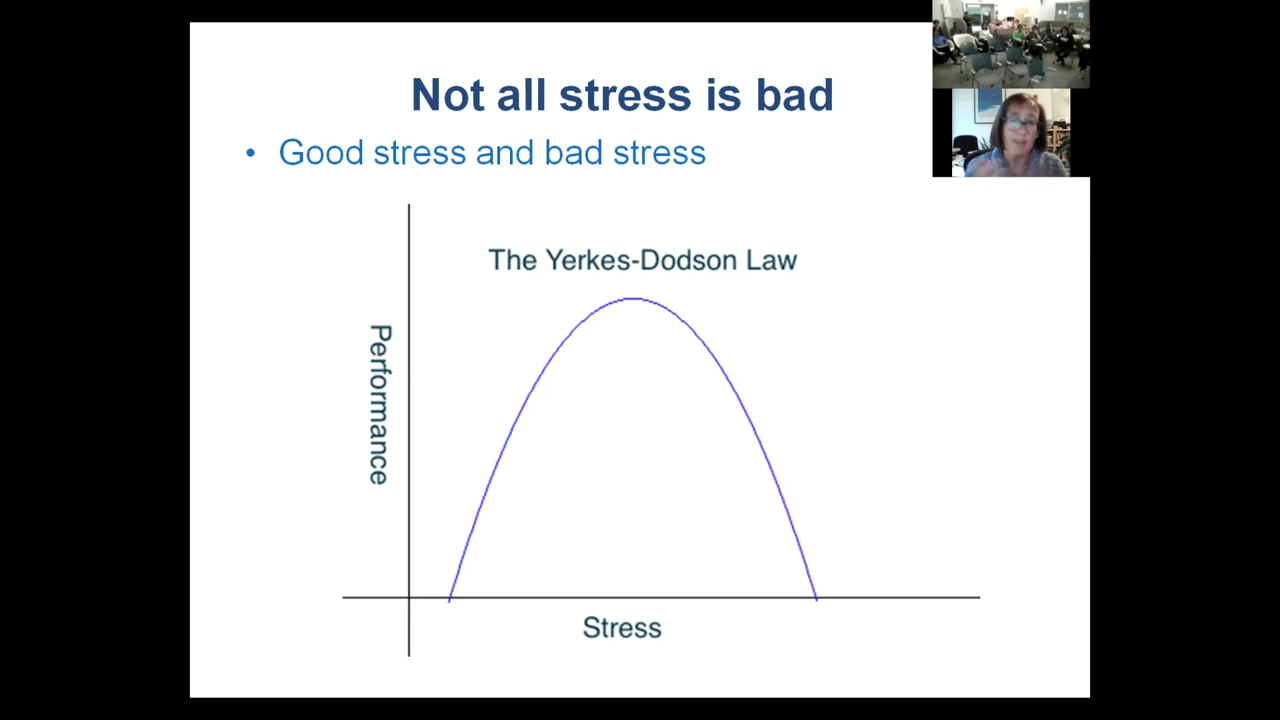 Not all stress is bad
• Good stress and bad stress
The Yerkes-Dodson Law
Performance
Stress